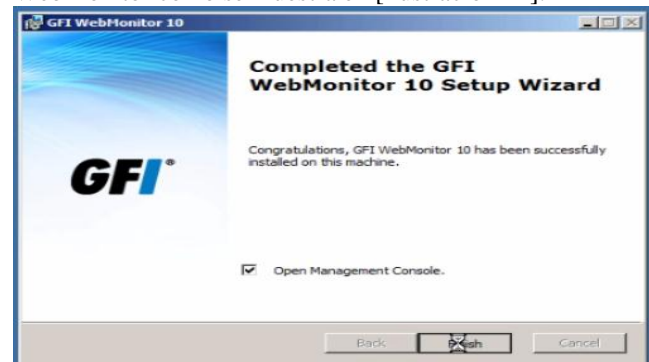 GFI WebMonitor 10
Completed the GFI
WebMonitor 10 Setup Wizard
Congratulations, GFI WebMonitor 10 has been successfully
installed on this machine.
GFI®
Open Management Console.
Back Finish Cancel